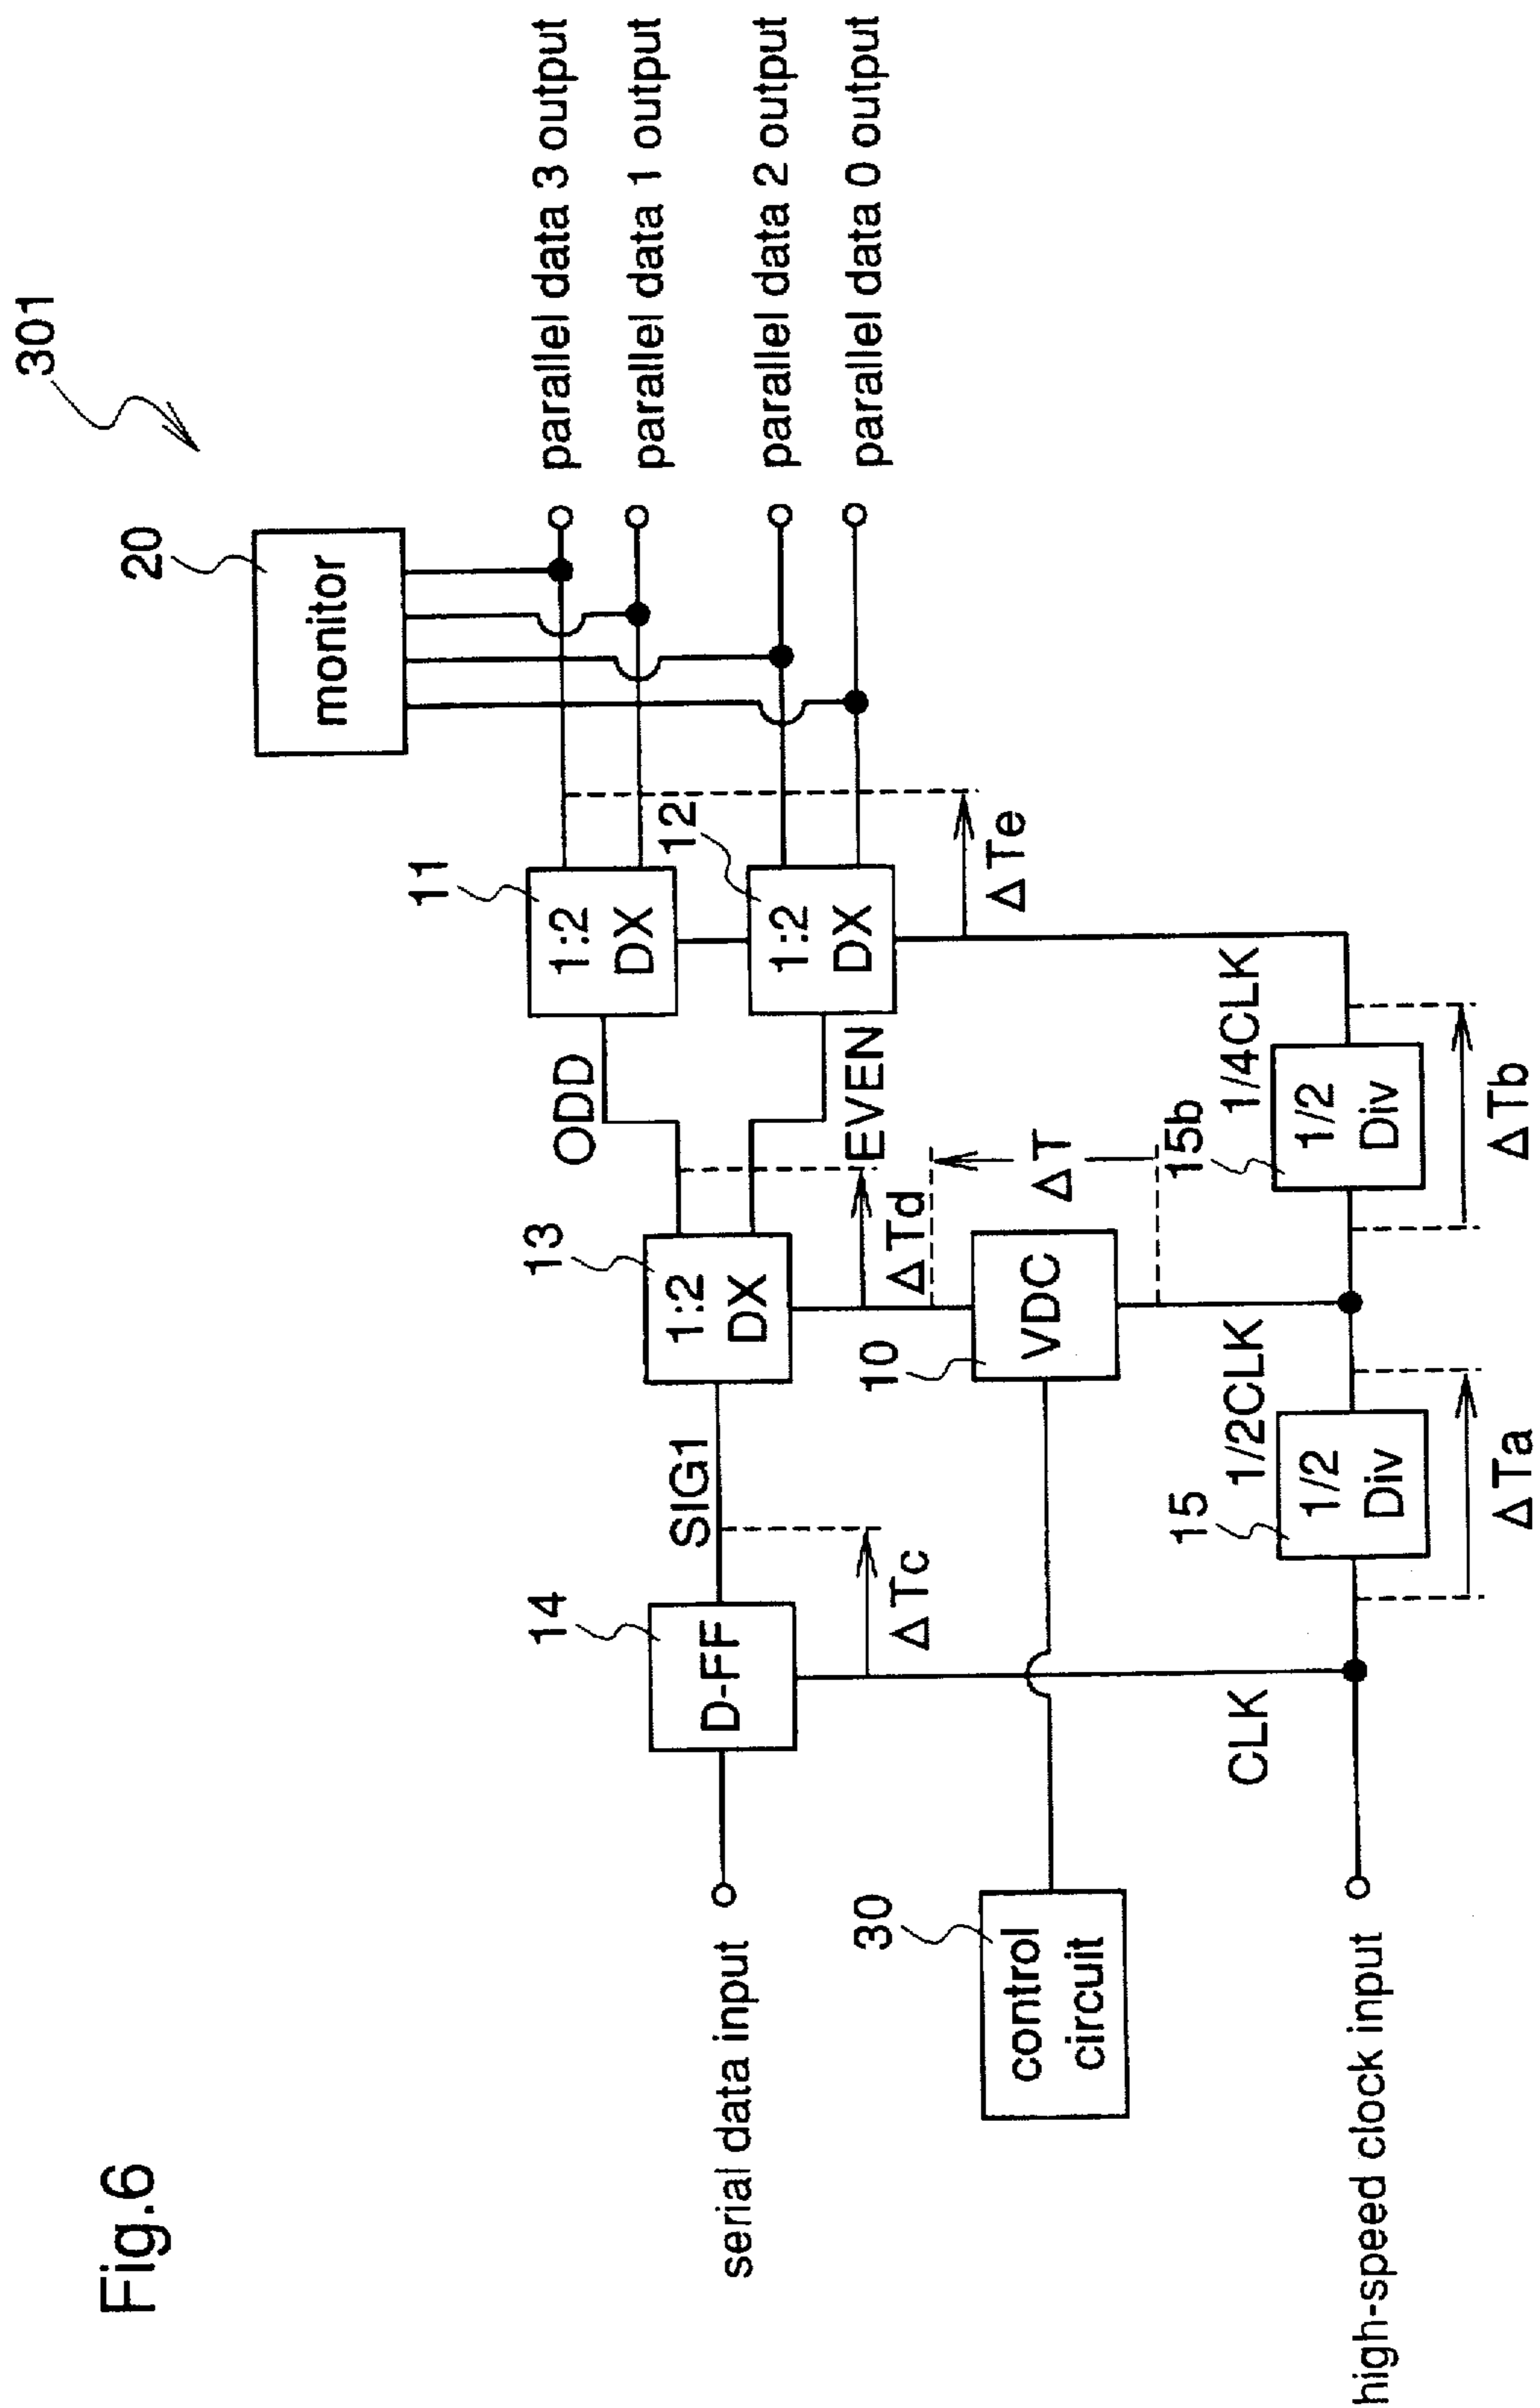 Fig.6
301
20
monitor
parallel data 3 output
parallel data 1 output
parallel data 2 output
parallel data 0 output
11
1:2
DX
12
1:2
DX
ΔTe
ODD
EVEN
13
1:2
DX
ΔTd
SIG1
14
D-FF
ΔTc
serial data input
10
VDC
ΔT
30
control
circuit
CLK
high-speed clock input
15
1/2
Div
1/2CLK
ΔTa
15b
1/2
Div
1/4CLK
ΔTb